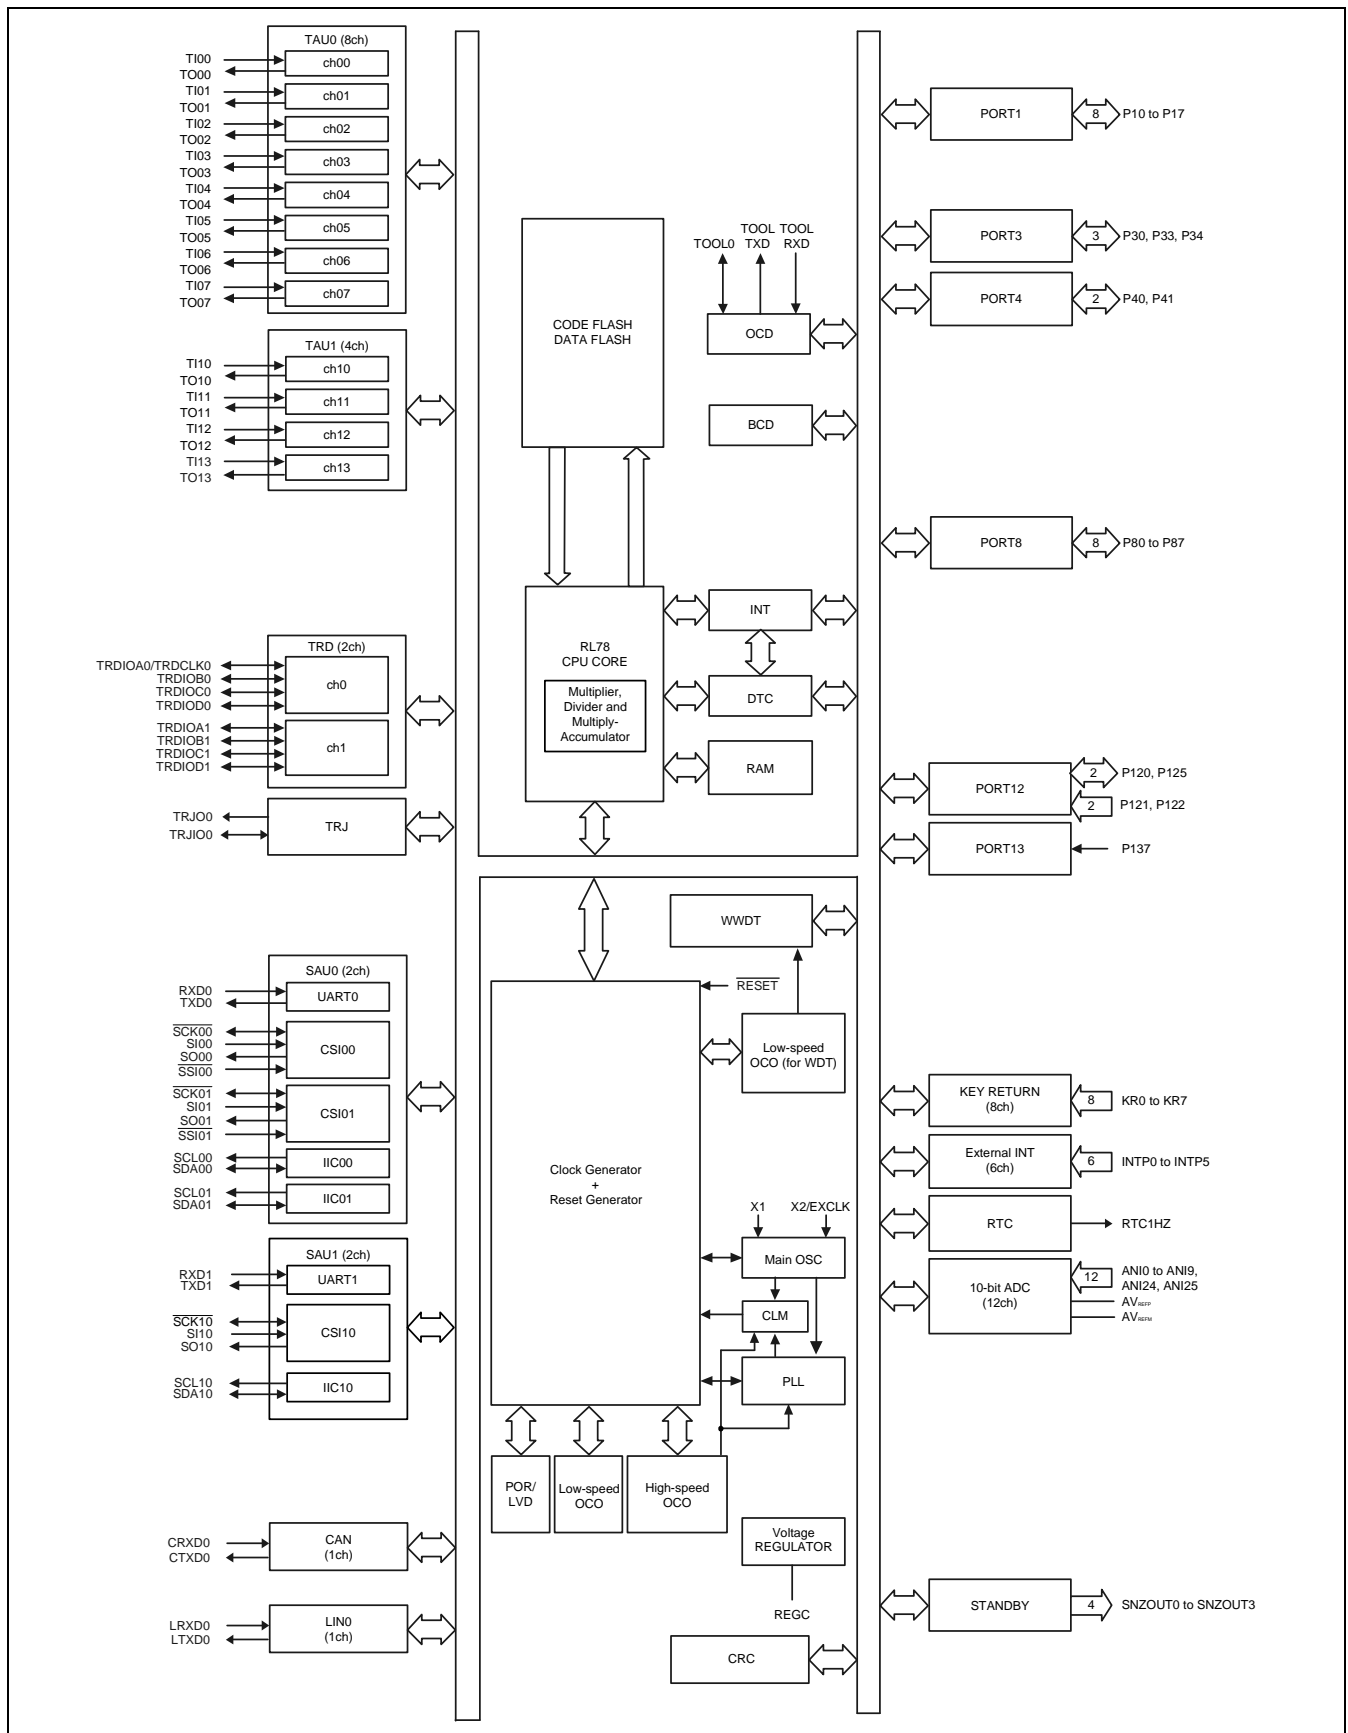 TAU0 (8ch)
TI00
TO00
ch00
TI01
TO01
ch01
TI02
TO02
ch02
TI03
TO03
ch03
TI04
TO04
ch04
TI05
TO05
ch05
TI06
TO06
ch06
TI07
TO07
ch07
TAU1 (4ch)
TI10
TO10
ch10
TI11
TO11
ch11
TI12
TO12
ch12
TI13
TO13
ch13
TRD (2ch)
TRDIOA0/TRDCLK0
TRDIOB0
TRDIOC0
TRDIOD0
ch0
TRDIOA1
TRDIOB1
TRDIOC1
TRDIOD1
ch1
TRJO0
TRJIO0
TRJ
SAU0 (2ch)
RXD0
TXD0
UART0
SCK00
SI00
SO00
SSI00
CSI00
SCK01
SI01
SO01
SSI01
CSI01
SCL00
SDA00
IIC00
SCL01
SDA01
IIC01
SAU1 (2ch)
RXD1
TXD1
UART1
SCK10
SI10
SO10
CSI10
SCL10
SDA10
IIC10
CRXD0
CTXD0
CAN
(1ch)
LRXD0
LTXD0
LIN0
(1ch)
CODE FLASH
DATA FLASH
TOOL0
TOOL
TXD
TOOL
RXD
OCD
BCD
RL78
CPU CORE
Multiplier,
Divider and
Multiply-
Accumulator
INT
DTC
RAM
WWDT
RESET
Low-speed
OCO (for WDT)
Clock Generator
+
Reset Generator
X1
X2/EXCLK
Main OSC
CLM
PLL
POR/
LVD
Low-speed
OCO
High-speed
OCO
Voltage
REGULATOR
REGC
CRC
PORT1
8
P10 to P17
PORT3
3
P30, P33, P34
PORT4
2
P40, P41
PORT8
8
P80 to P87
PORT12
2
P120, P125
2
P121, P122
PORT13
P137
KEY RETURN
(8ch)
8
KR0 to KR7
External INT
(6ch)
6
INTP0 to INTP5
RTC
RTC1HZ
10-bit ADC
(12ch)
12
ANI0 to ANI9,
ANI24, ANI25
AVREFP
AVREFM
STANDBY
4
SNZOUT0 to SNZOUT3